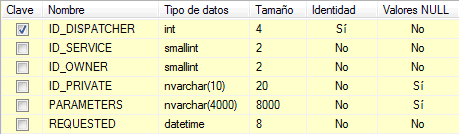 Clave Nombre Tipo de datos Tamaño Identidad Valores NULL
ID_DISPATCHER int 4 Sí No
ID_SERVICE smallint 2 No No
ID_OWNER smallint 2 No No
ID_PRIVATE nvarchar(10) 20 No Sí
PARAMETERS nvarchar(4000) 8000 No Sí
REQUESTED datetime 8 No No